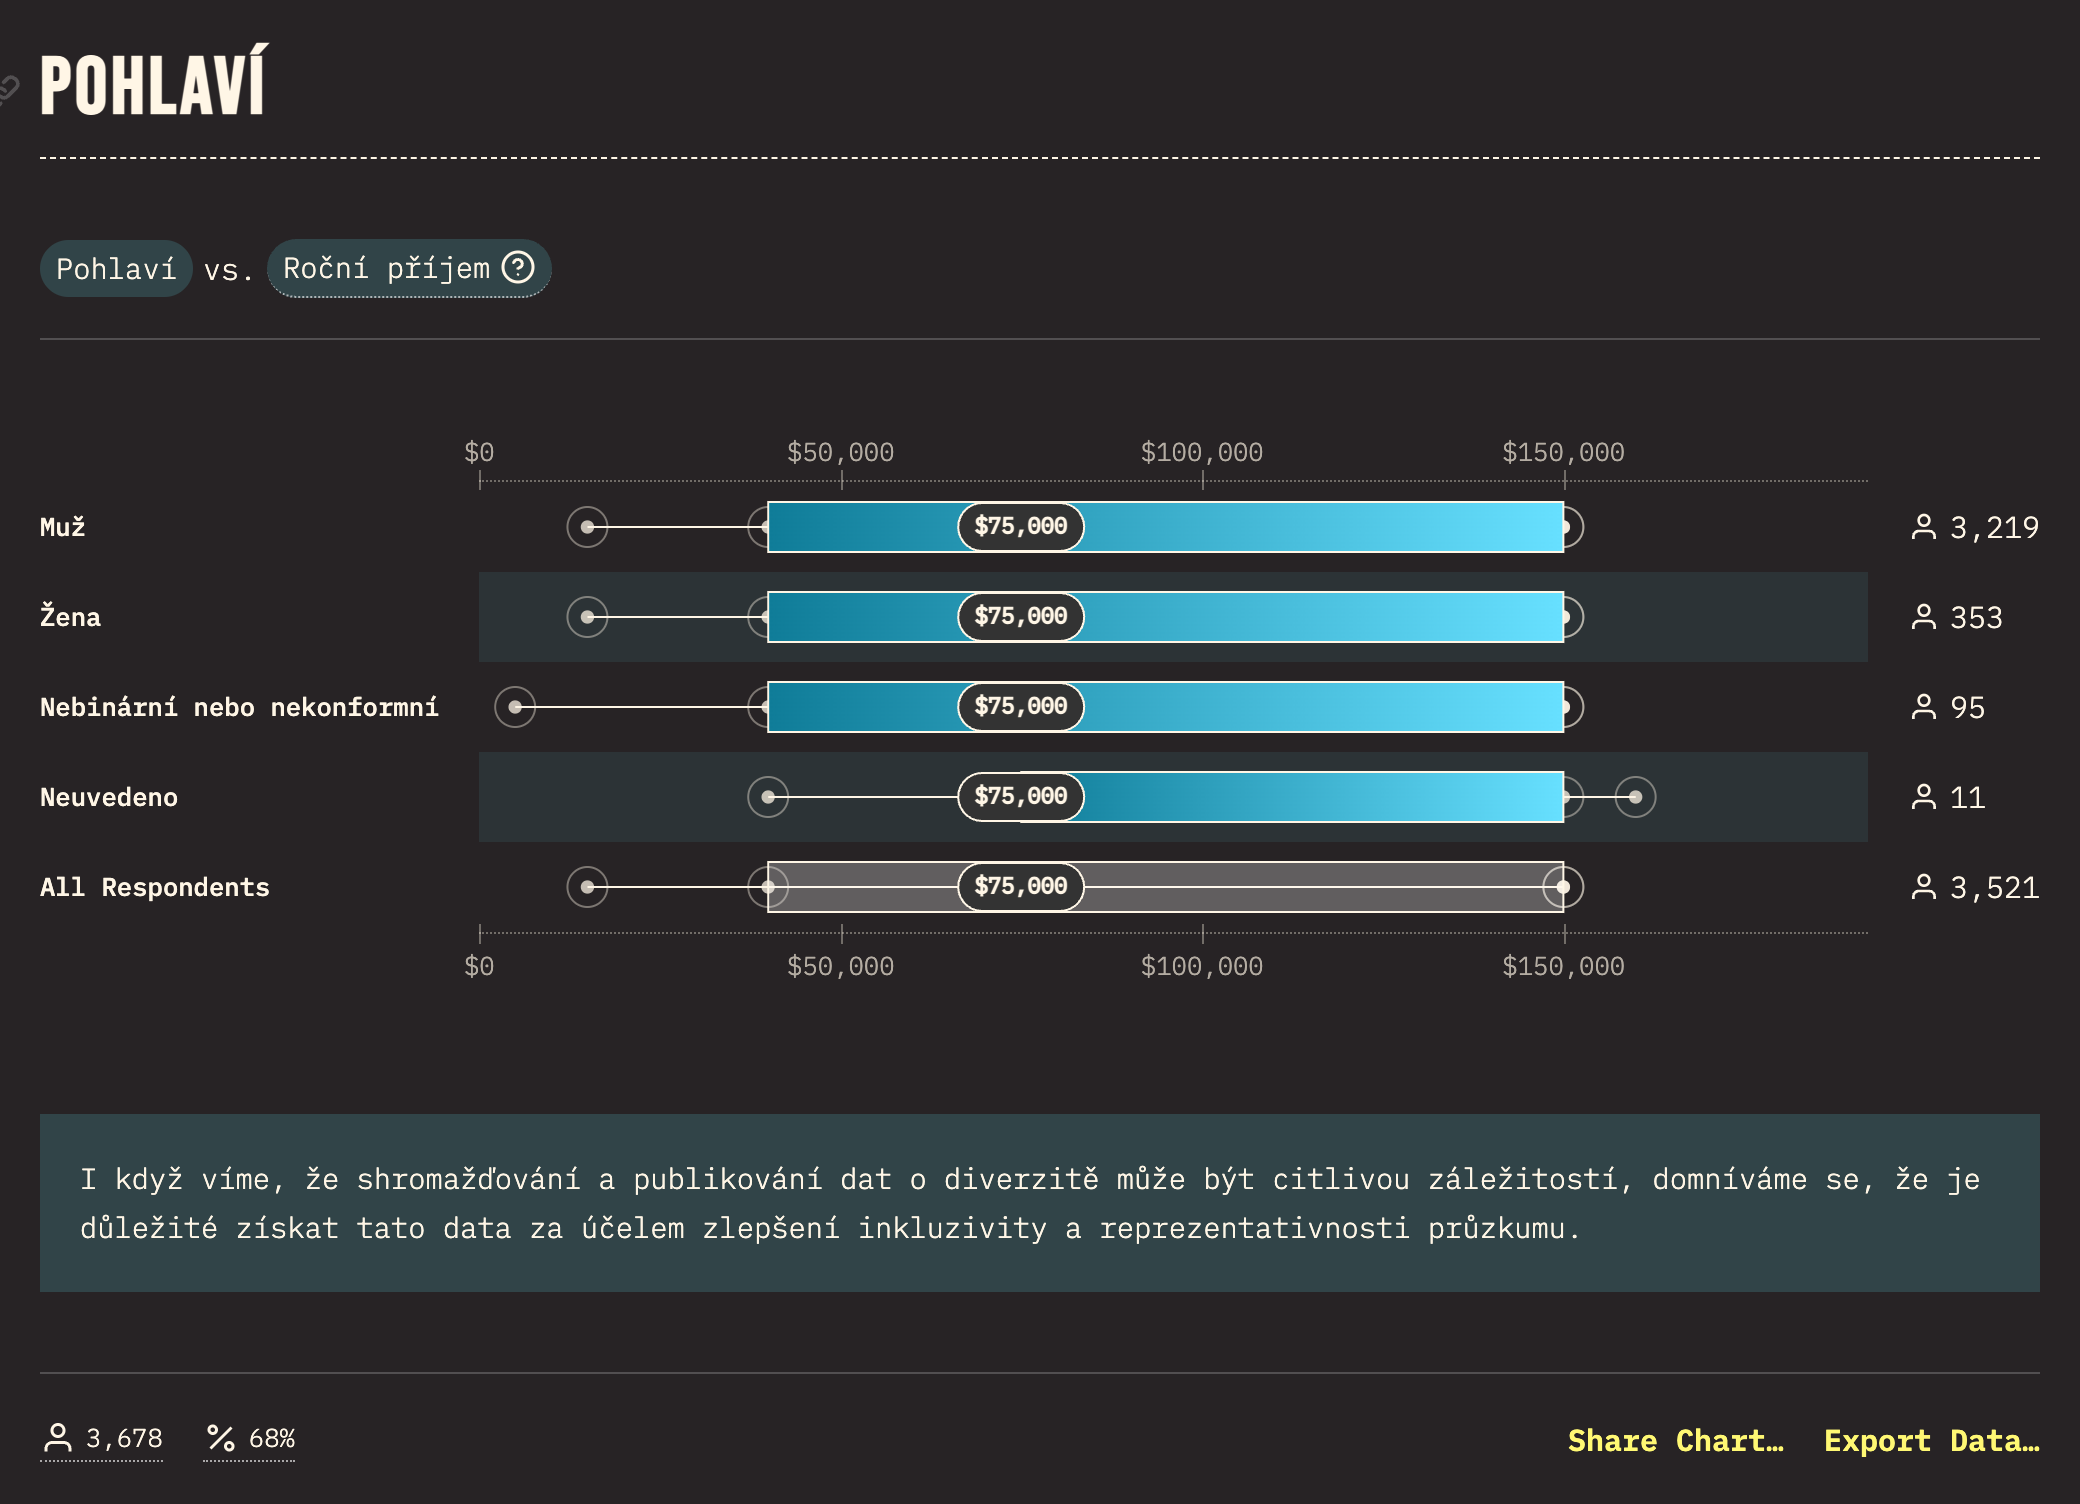 POHLAVÍ
Pohlaví vs. Roční příjem
$0 $50,000 $100,000 $150,000
Muž $75,000 3,219
Žena $75,000 353
Nebinární nebo nekonformní $75,000 95
Neuvedeno $75,000 11
All Respondents $75,000 3,521
$0 $50,000 $100,000 $150,000
I když víme, že shromažďování a publikování dat o diverzitě může být citlivou záležitostí, domníváme se, že je
důležité získat tato data za účelem zlepšení inkluzivity a reprezentativnosti průzkumu.
3,678 68% Share Chart… Export Data…